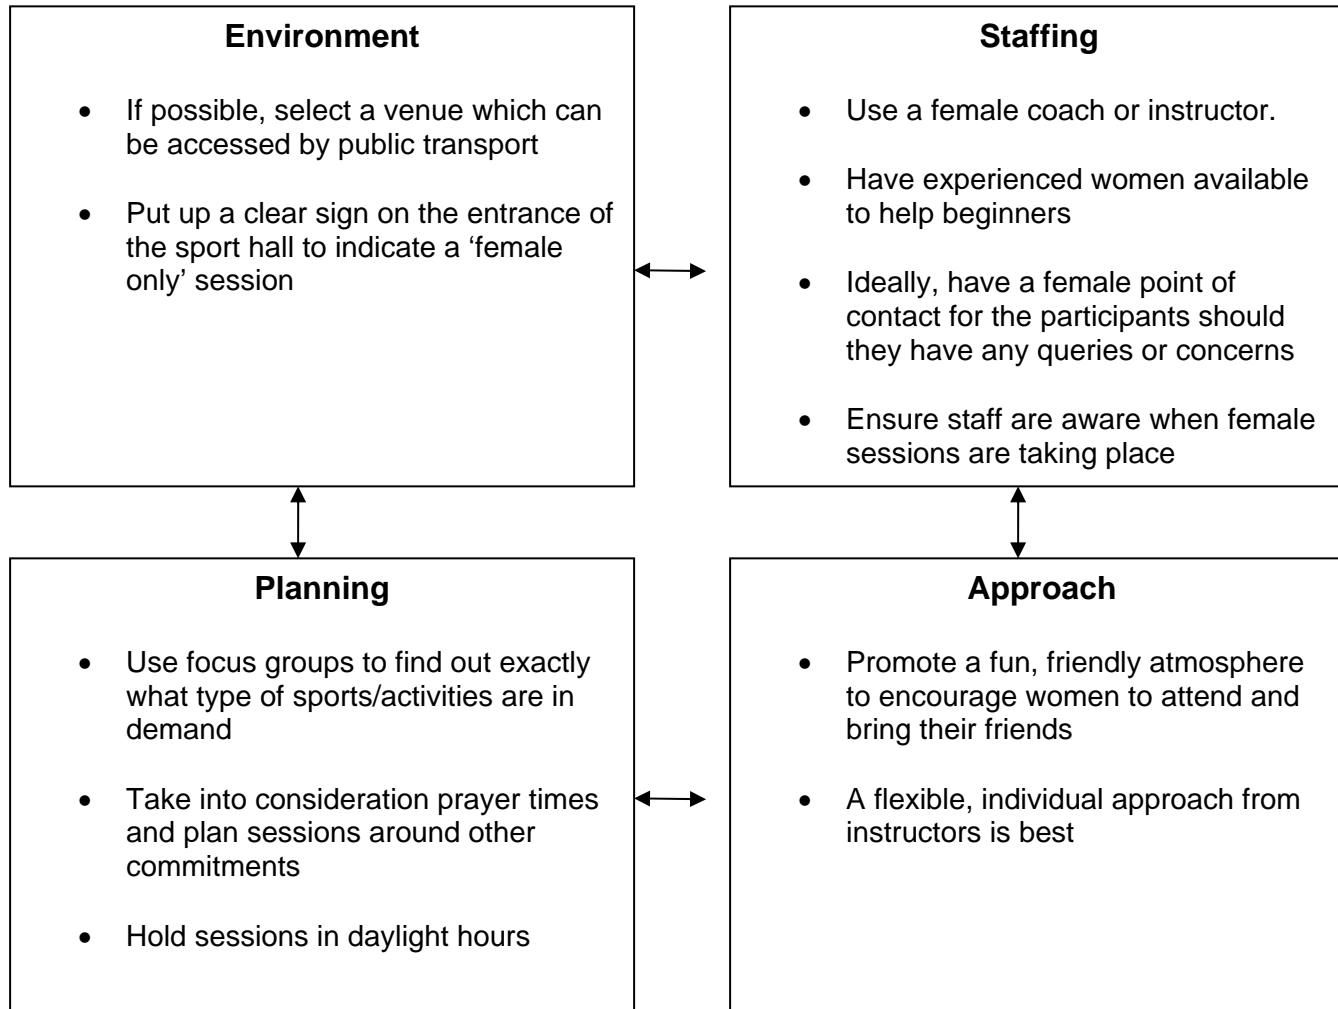 Environment
• If possible, select a venue which can
be accessed by public transport
• Put up a clear sign on the entrance of
the sport hall to indicate a ‘female
only’ session
Staffing
• Use a female coach or instructor.
• Have experienced women available
to help beginners
• Ideally, have a female point of
contact for the participants should
they have any queries or concerns
• Ensure staff are aware when female
sessions are taking place
Planning
• Use focus groups to find out exactly
what type of sports/activities are in
demand
• Take into consideration prayer times
and plan sessions around other
commitments
• Hold sessions in daylight hours
Approach
• Promote a fun, friendly atmosphere
to encourage women to attend and
bring their friends
• A flexible, individual approach from
instructors is best